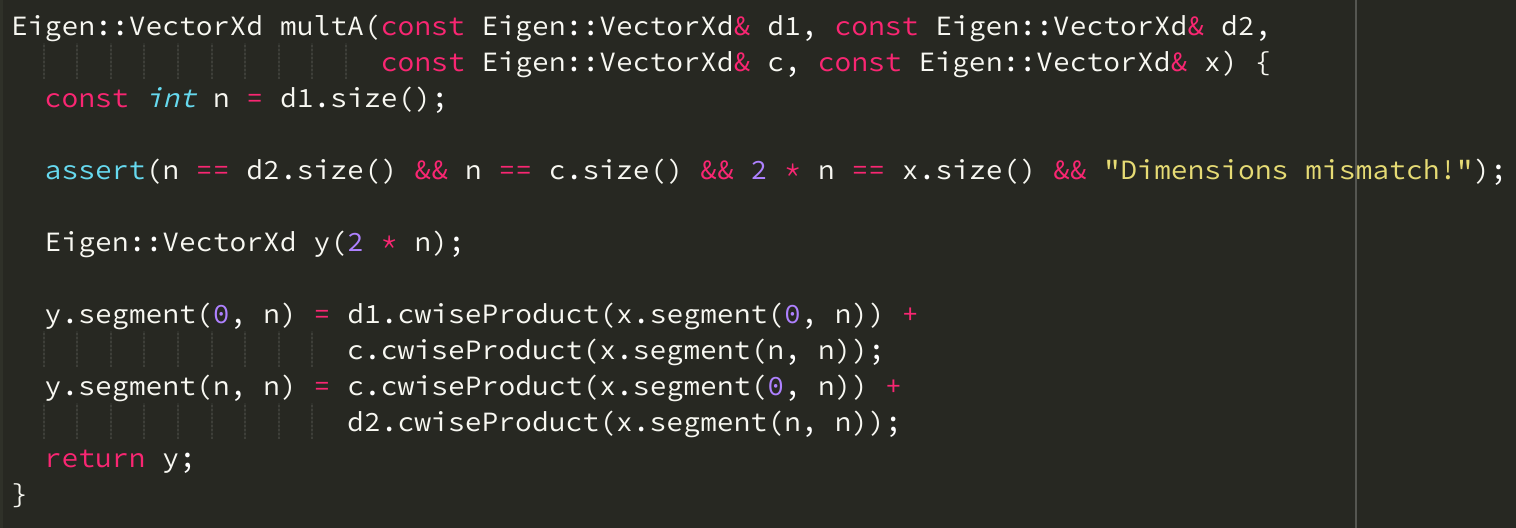 Eigen::VectorXd multA(const Eigen::VectorXd& d1, const Eigen::VectorXd& d2,
                      const Eigen::VectorXd& c, const Eigen::VectorXd& x) {
  const int n = d1.size();

  assert(n == d2.size() && n == c.size() && 2 * n == x.size() && "Dimensions mismatch!");

  Eigen::VectorXd y(2 * n);

  y.segment(0, n) = d1.cwiseProduct(x.segment(0, n)) +
                    c.cwiseProduct(x.segment(n, n));
  y.segment(n, n) = c.cwiseProduct(x.segment(0, n)) +
                    d2.cwiseProduct(x.segment(n, n));
  return y;
}